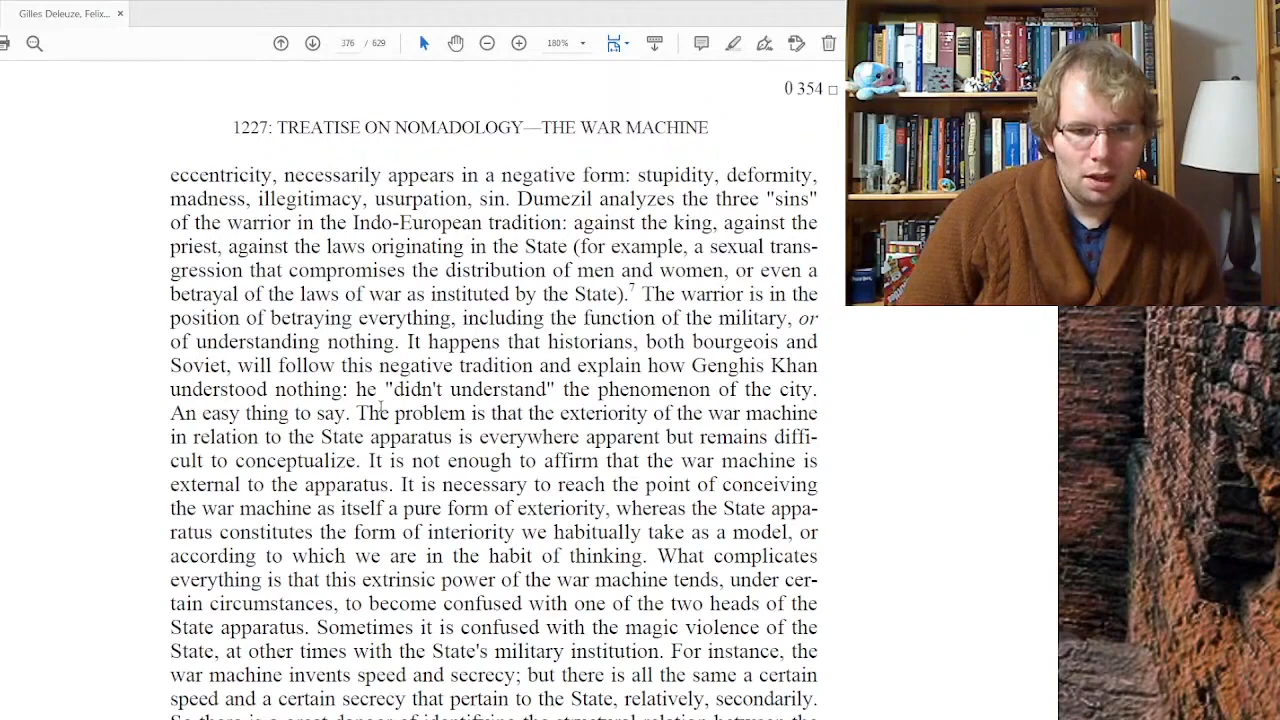 Gilles Deleuze, Felix... ×
376 / 629
180%
0 354 □
1227: TREATISE ON NOMADOLOGY—THE WAR MACHINE
eccentricity, necessarily appears in a negative form: stupidity, deformity,
madness, illegitimacy, usurpation, sin. Dumezil analyzes the three "sins"
of the warrior in the Indo-European tradition: against the king, against the
priest, against the laws originating in the State (for example, a sexual trans-
gression that compromises the distribution of men and women, or even a
betrayal of the laws of war as instituted by the State).7 The warrior is in the
position of betraying everything, including the function of the military, or
of understanding nothing. It happens that historians, both bourgeois and
Soviet, will follow this negative tradition and explain how Genghis Khan
understood nothing: he "didn't understand" the phenomenon of the city.
An easy thing to say. The problem is that the exteriority of the war machine
in relation to the State apparatus is everywhere apparent but remains diffi-
cult to conceptualize. It is not enough to affirm that the war machine is
external to the apparatus. It is necessary to reach the point of conceiving
the war machine as itself a pure form of exteriority, whereas the State appa-
ratus constitutes the form of interiority we habitually take as a model, or
according to which we are in the habit of thinking. What complicates
everything is that this extrinsic power of the war machine tends, under cer-
tain circumstances, to become confused with one of the two heads of the
State apparatus. Sometimes it is confused with the magic violence of the
State, at other times with the State's military institution. For instance, the
war machine invents speed and secrecy; but there is all the same a certain
speed and a certain secrecy that pertain to the State, relatively, secondarily.
So there is a great danger of identifying the structural relation between the